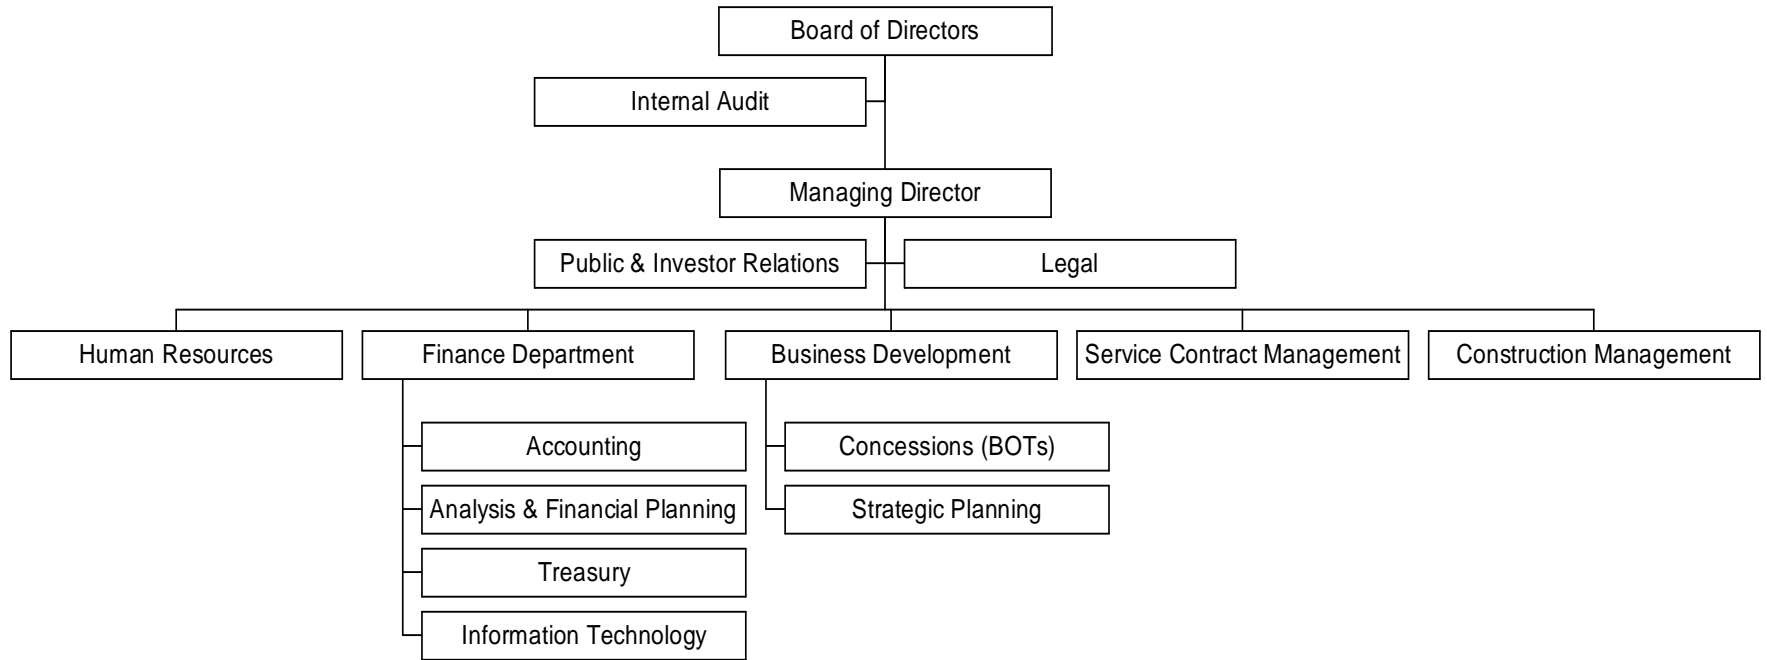 Board of Directors
Internal Audit
Managing Director
Public & Investor Relations
Legal
Human Resources
Finance Department
Business Development
Service Contract Management
Construction Management
Accounting
Concessions (BOTs)
Analysis & Financial Planning
Strategic Planning
Treasury
Information Technology